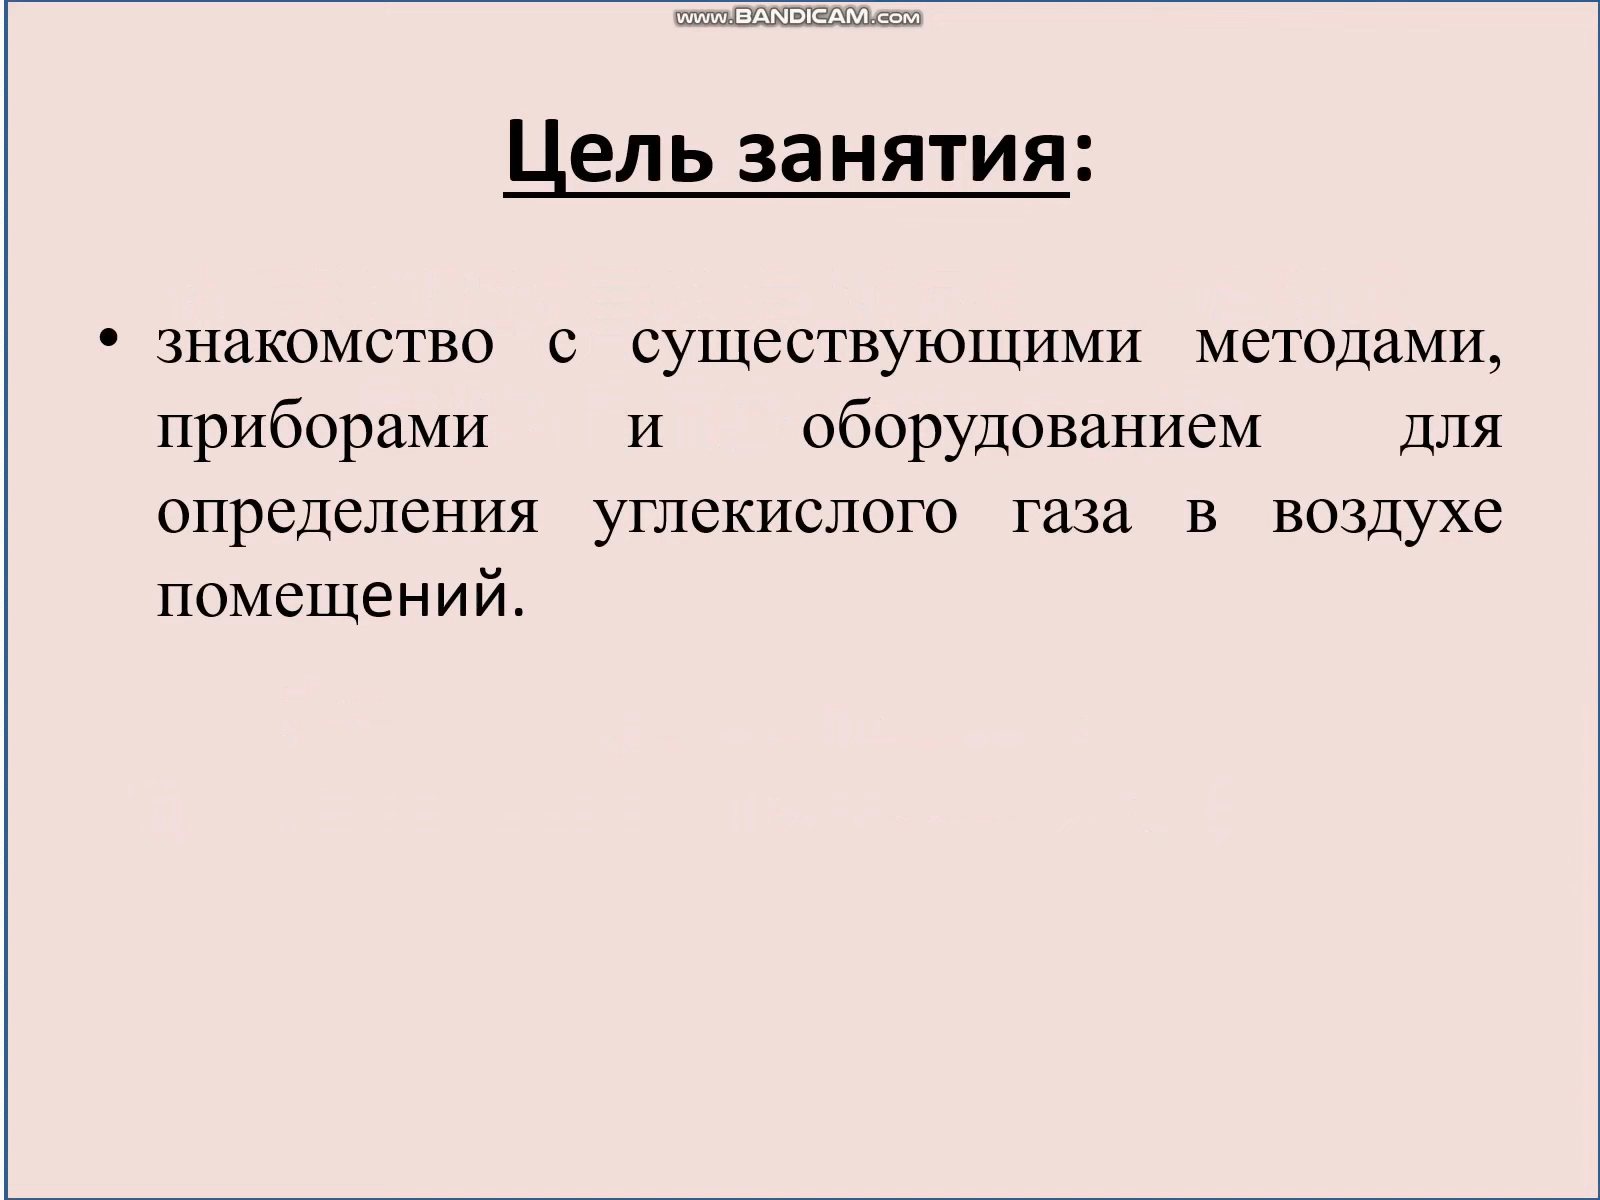 www.BANDICAM.com
Цель занятия:
• знакомство с существующими методами,
приборами и оборудованием для
определения углекислого газа в воздухе
помещений.